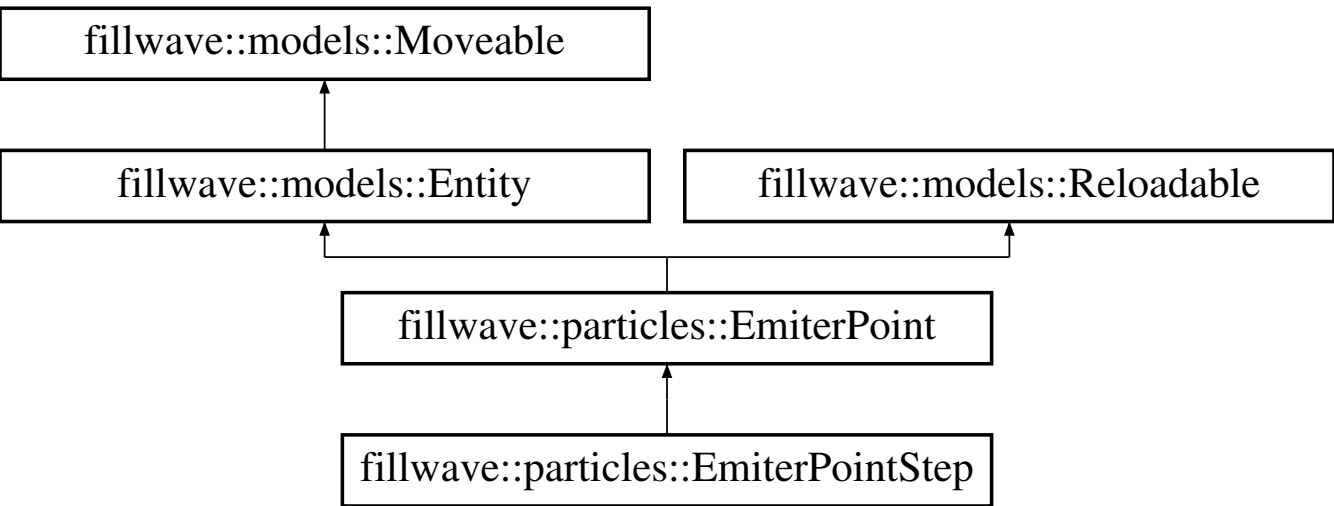 fillwave::models::Moveable
fillwave::models::Entity
fillwave::models::Reloadable
fillwave::particles::EmiterPoint
fillwave::particles::EmiterPointStep